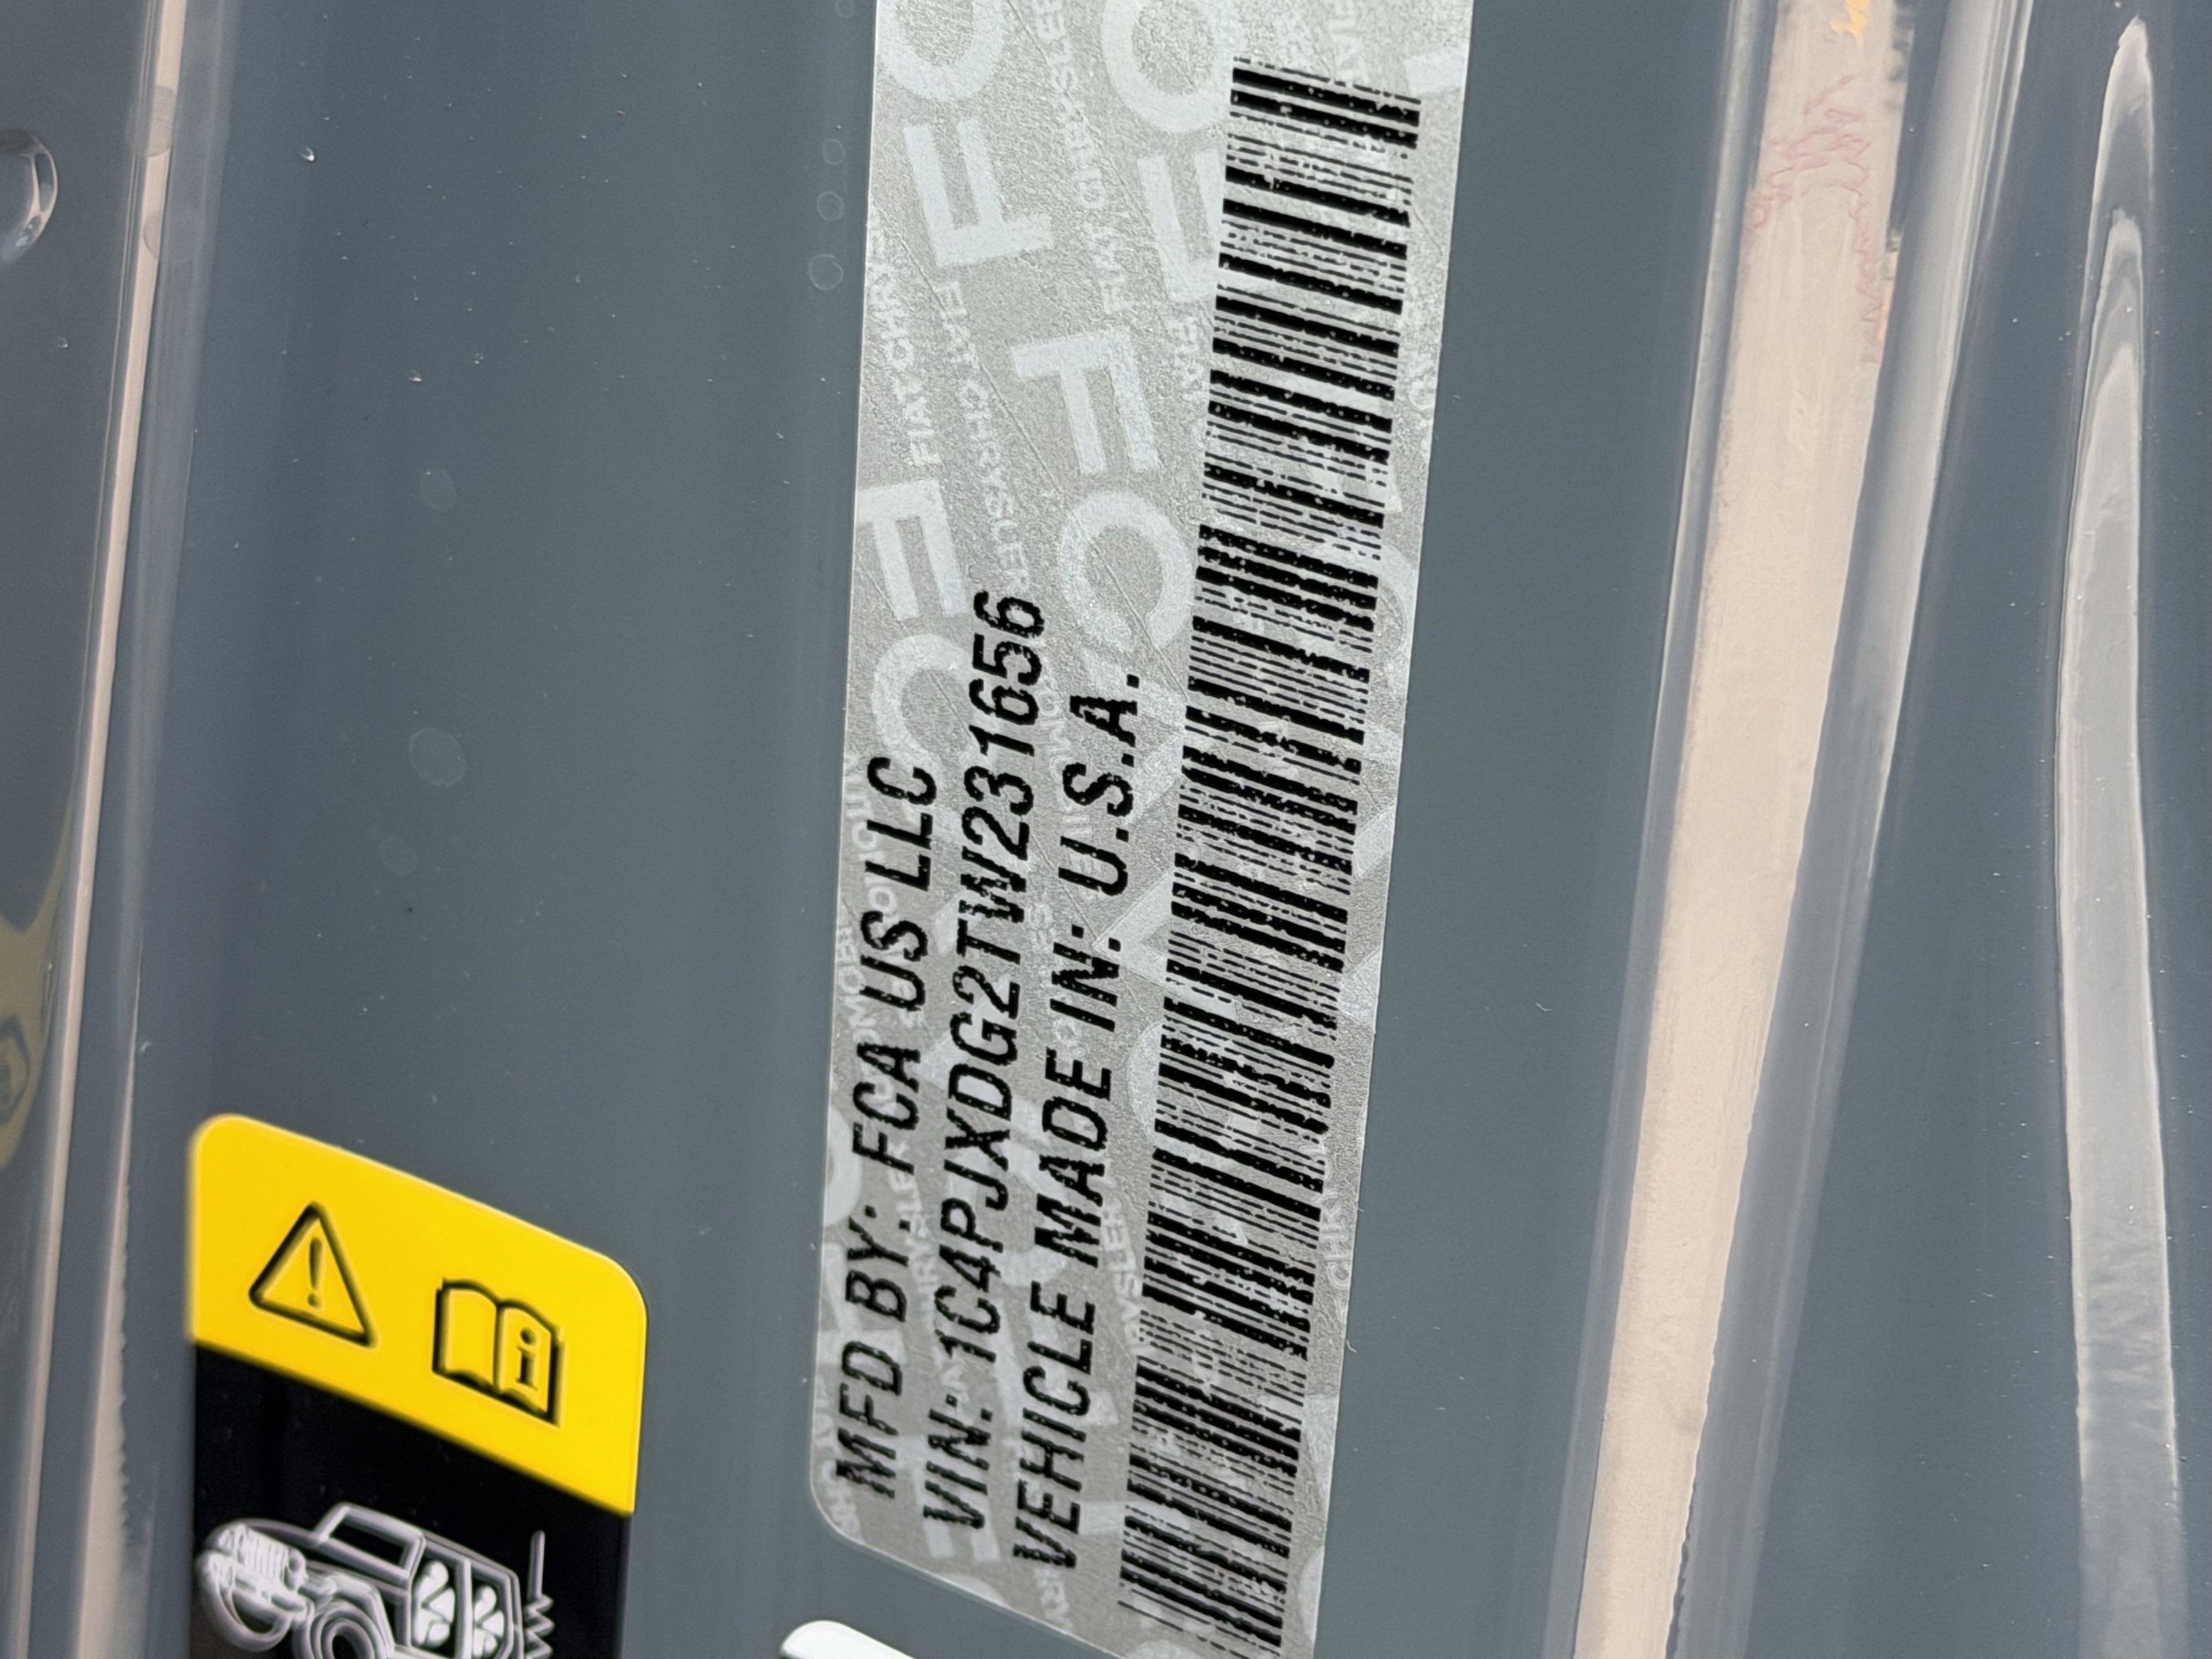 MFD BY: FCA US LLC
VIN: 1C4PJXDG2TW231656
VEHICLE MADE IN: U.S.A.